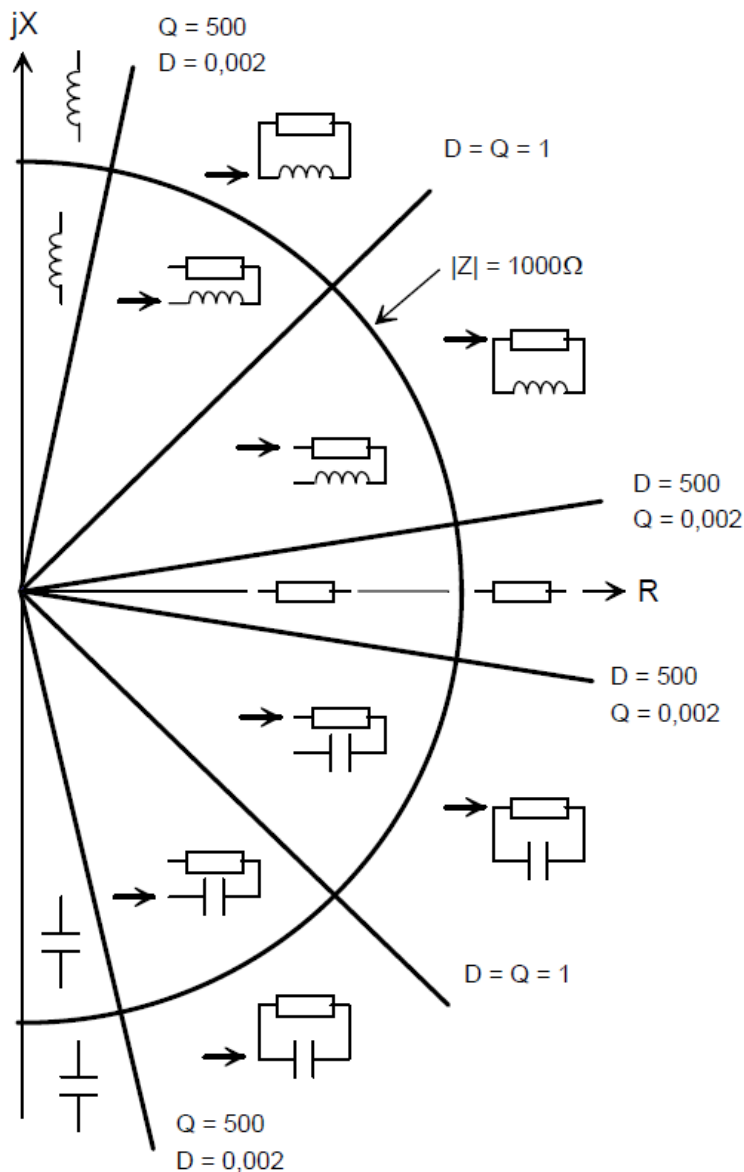 jX
Q = 500
D = 0,002
D = Q = 1
|Z| = 1000Ω
D = 500
Q = 0,002
R
D = 500
Q = 0,002
D = Q = 1
Q = 500
D = 0,002